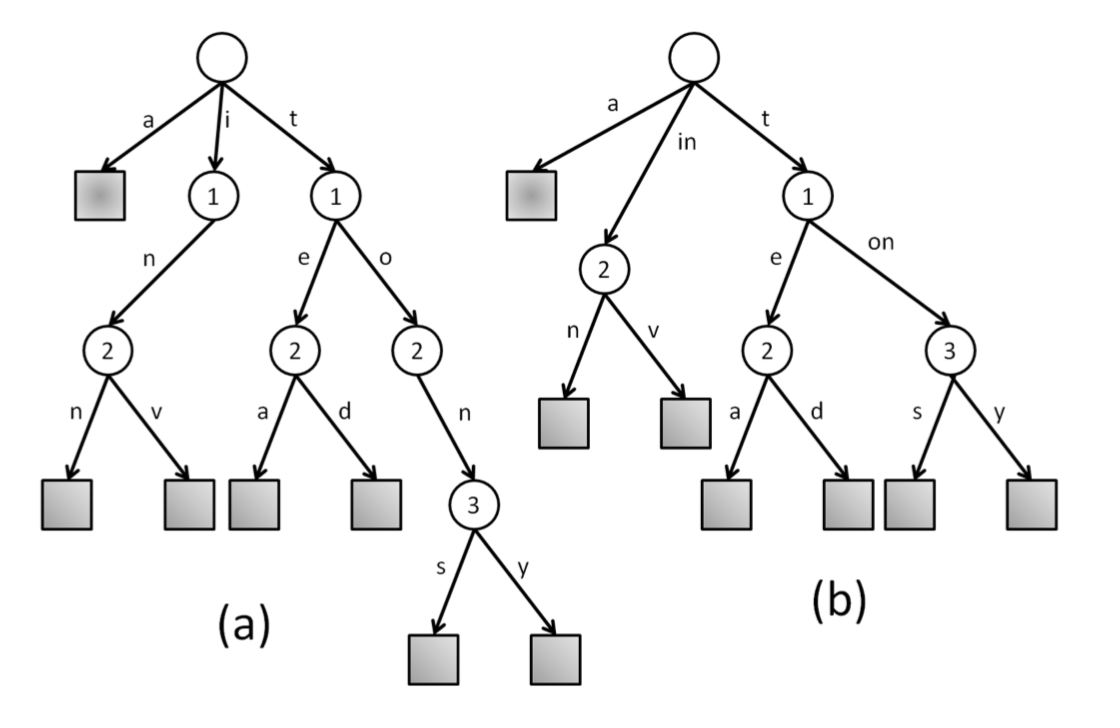 a i t a in t
1 1 1
n e o e on
2
2 2 2 2 3
n v
n v a d n a d s y
3
s y
(a) (b)